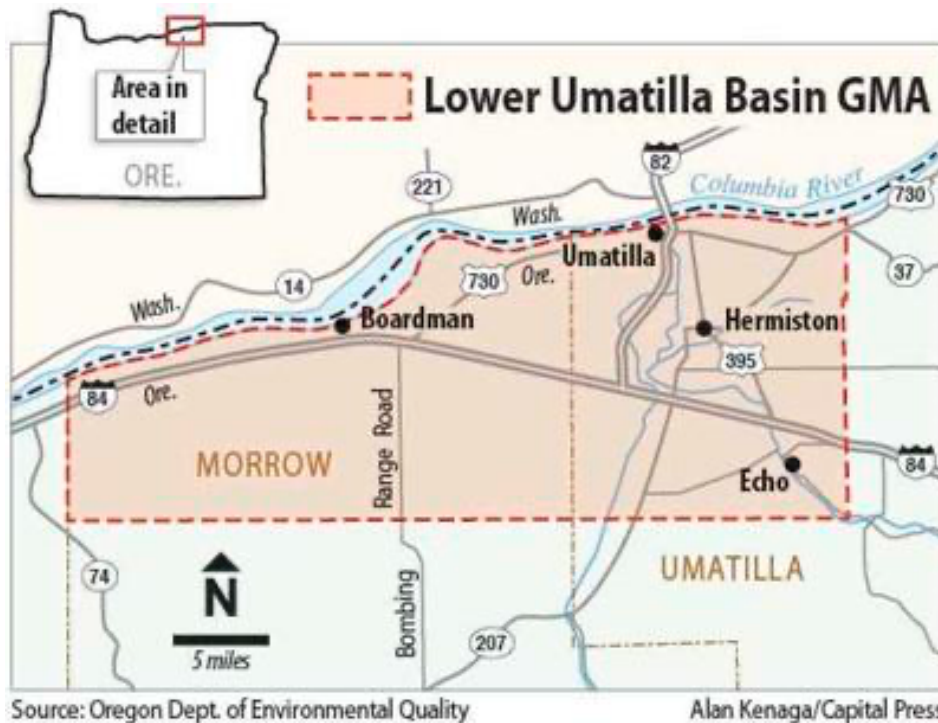 Area in
detail
ORE.
Lower Umatilla Basin GMA
82
Columbia River
221
730
Wash.
Umatilla
37
14
730
Ore.
Wash.
Boardman
Hermiston
395
84
Ore.
Range Road
MORROW
84
Echo
UMATILLA
74
N
Bombing
207
5 miles
Source: Oregon Dept. of Environmental Quality
Alan Kenaga/Capital Press